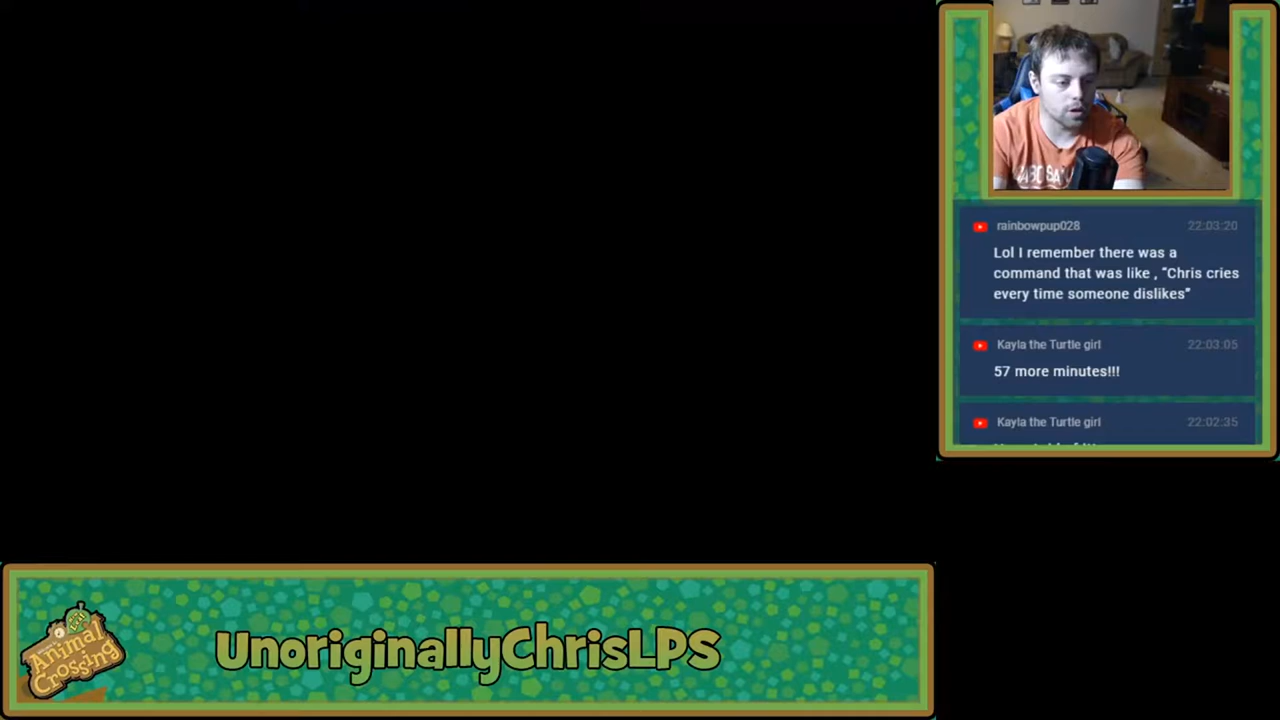 rainbowpup028 22:03:20
Lol I remember there was a
command that was like , “Chris cries
every time someone dislikes”
Kayla the Turtle girl 22:03:05
57 more minutes!!!
Kayla the Turtle girl 22:02:35
Animal
Crossing
UnoriginallyChrisLPS